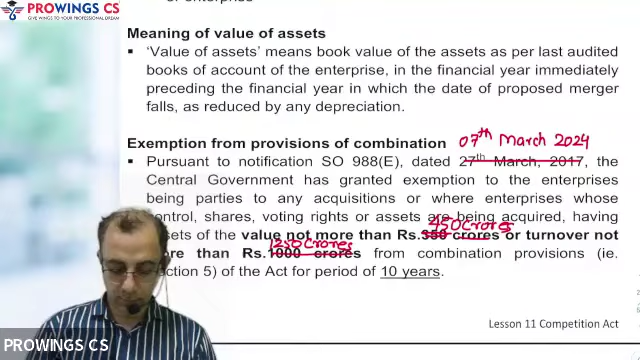 PROWINGS CS
GIVE WINGS TO YOUR PROFESSIONAL DREAM
or enterprise
Meaning of value of assets
▪ ‘Value of assets’ means book value of the assets as per last audited
books of account of the enterprise, in the financial year immediately
preceding the financial year in which the date of proposed merger
falls, as reduced by any depreciation.
Exemption from provisions of combination 07th March 2024
▪ Pursuant to notification SO 988(E), dated 27th March, 2017, the
Central Government has granted exemption to the enterprises
being parties to any acquisitions or where enterprises whose
control, shares, voting rights or assets are being acquired, having
450 Crores
assets of the value not more than Rs.350 crores or turnover not
1250 Crores
more than Rs.1000 crores from combination provisions (ie.
Section 5) of the Act for period of 10 years.
Lesson 11 Competition Act
PROWINGS CS